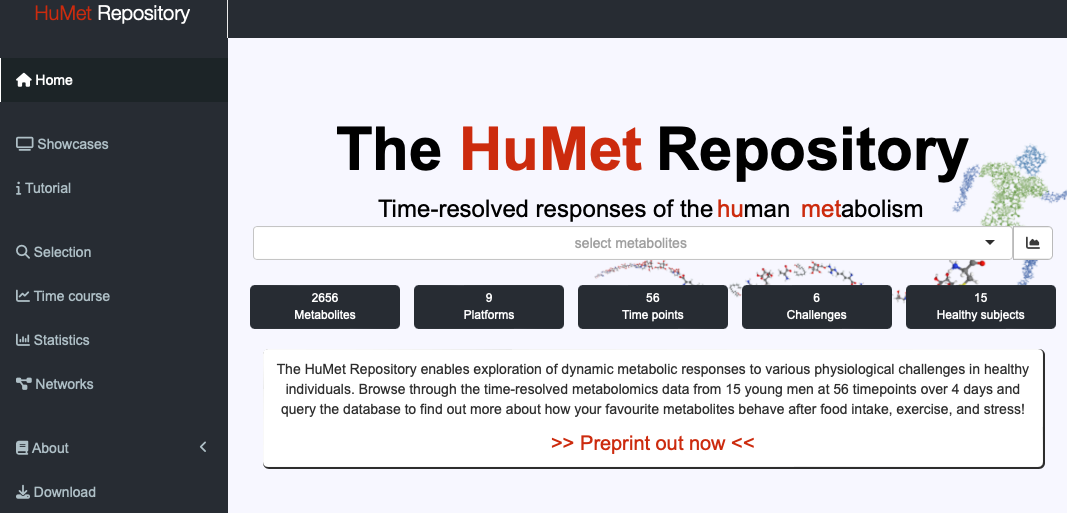 HuMet Repository
Home
Showcases
Tutorial
Selection
Time course
Statistics
Networks
About
Download
The HuMet Repository
Time-resolved responses of the human metabolism
select metabolites
2656
Metabolites
9
Platforms
56
Time points
6
Challenges
15
Healthy subjects
The HuMet Repository enables exploration of dynamic metabolic responses to various physiological challenges in healthy
individuals. Browse through the time-resolved metabolomics data from 15 young men at 56 timepoints over 4 days and
query the database to find out more about how your favourite metabolites behave after food intake, exercise, and stress!
>> Preprint out now <<